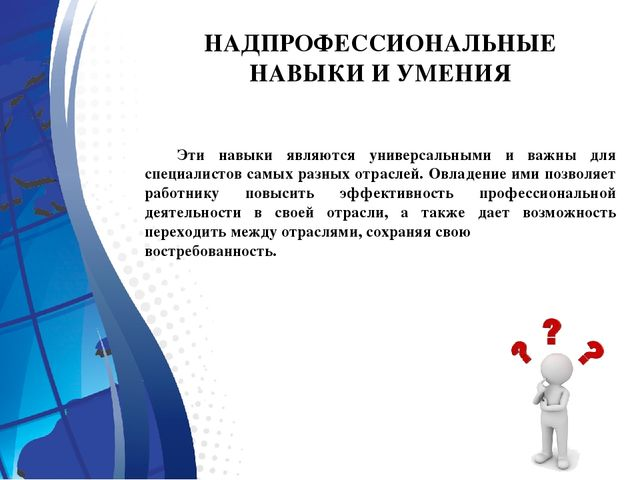 НАДПРОФЕССИОНАЛЬНЫЕ
НАВЫКИ И УМЕНИЯ
Эти навыки являются универсальными и важны для
специалистов самых разных отраслей. Овладение ими позволяет
работнику повысить эффективность профессиональной
деятельности в своей отрасли, а также дает возможность
переходить между отраслями, сохраняя свою
востребованность.